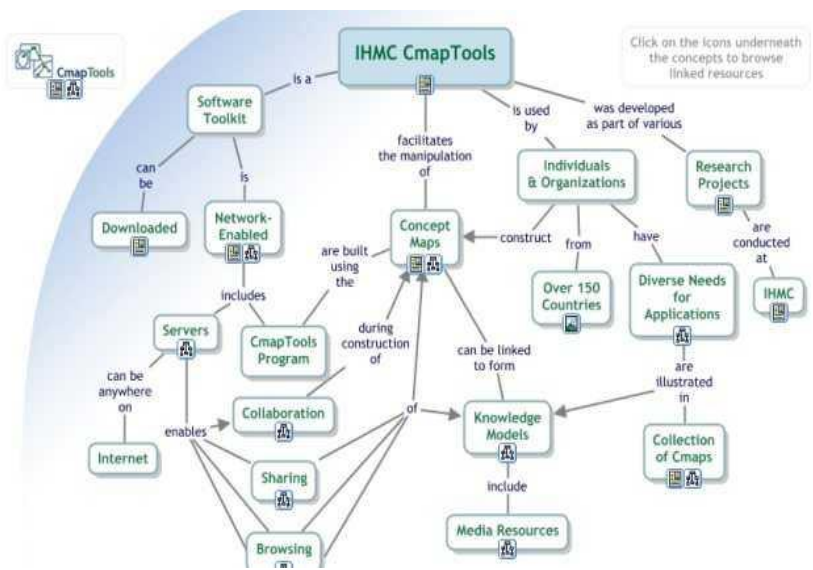 IHMC CmapTools
Click on the icons underneath
the concepts to browse
linked resources
CmapTools
is a
Software
Toolkit
is used
by
was developed
as part of various
facilitates
the manipulation
of
can
be
is
Individuals
& Organizations
Research
Projects
Downloaded
Network-
Enabled
Concept
Maps
construct
from
have
are
conducted
at
are built
using
the
Over 150
Countries
Diverse Needs
for
Applications
IHMC
includes
Servers
CmapTools
Program
during
construction
of
can be linked
to form
can be
anywhere
on
are
illustrated
in
Collaboration
of
Knowledge
Models
Internet
enables
Collection
of Cmaps
Sharing
include
Media Resources
Browsing